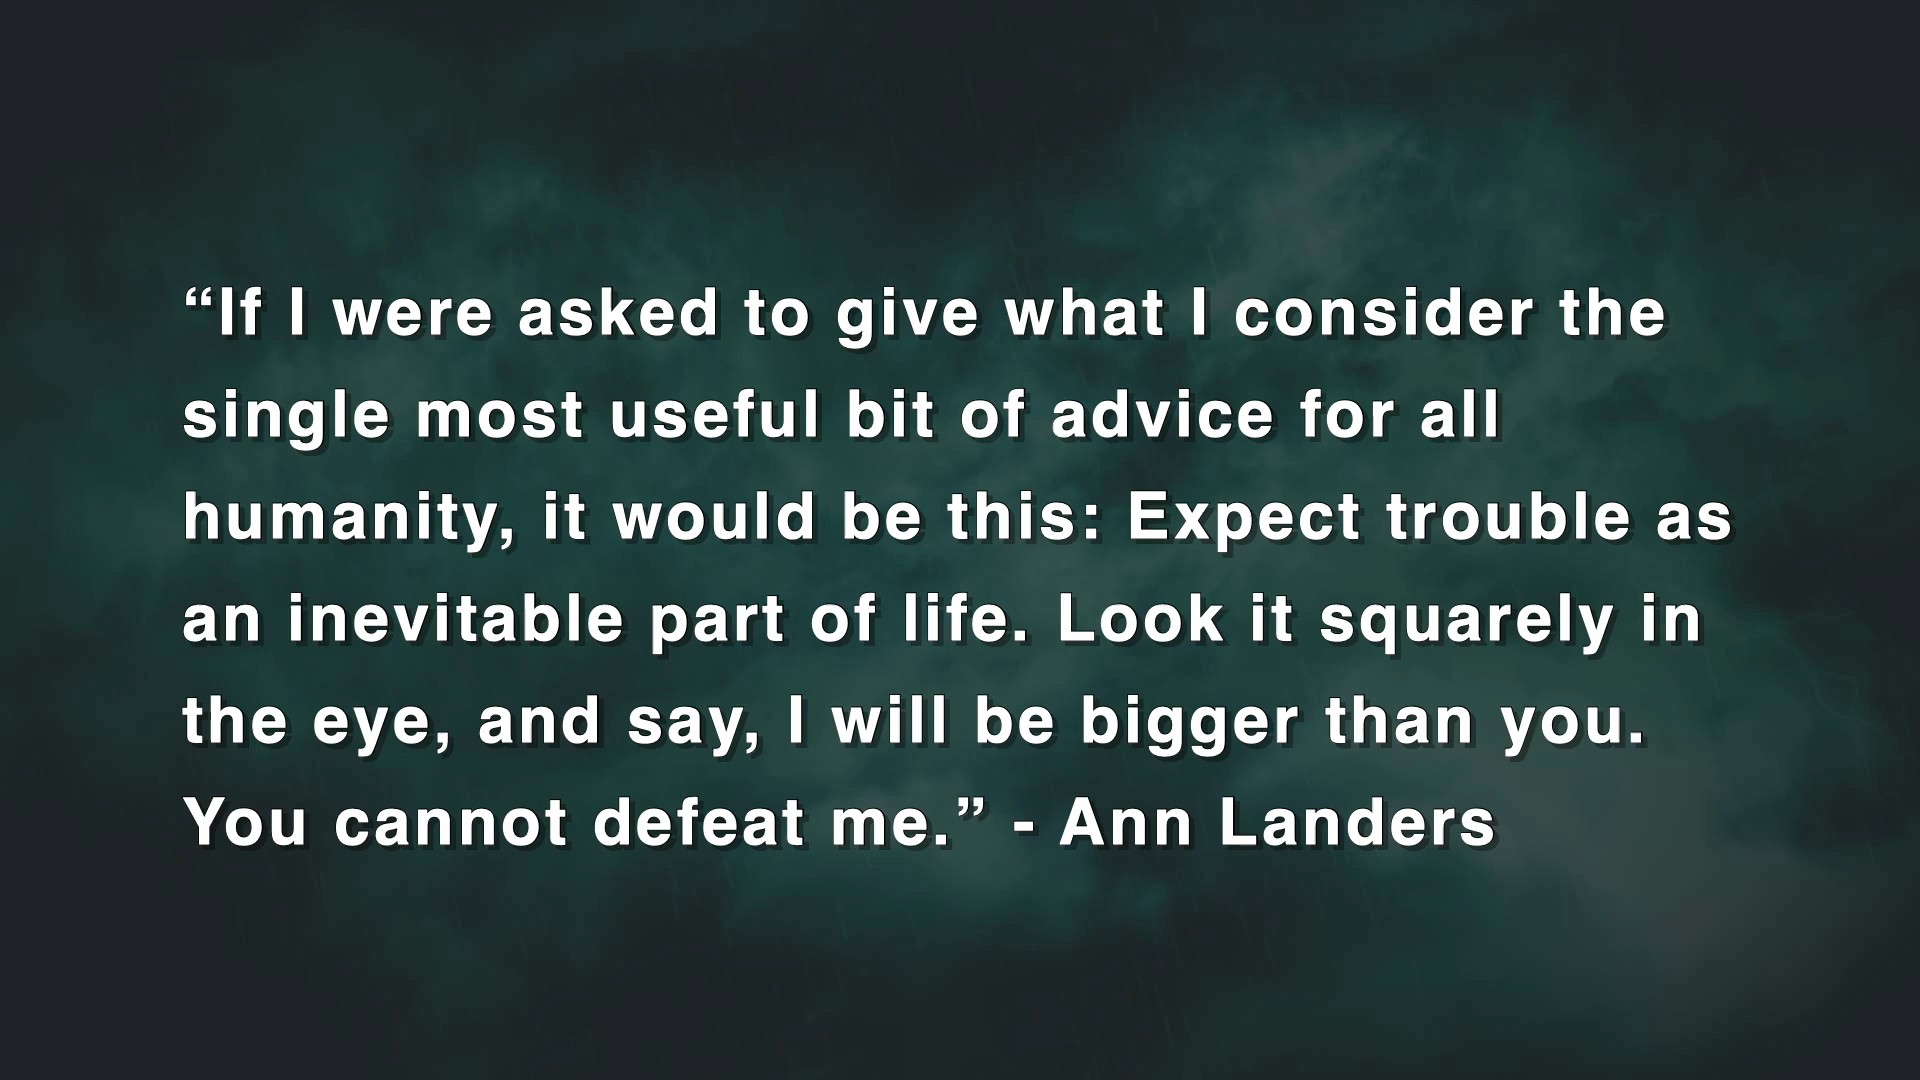 “If I were asked to give what I consider the
single most useful bit of advice for all
humanity, it would be this: Expect trouble as
an inevitable part of life. Look it squarely in
the eye, and say, I will be bigger than you.
You cannot defeat me.” - Ann Landers